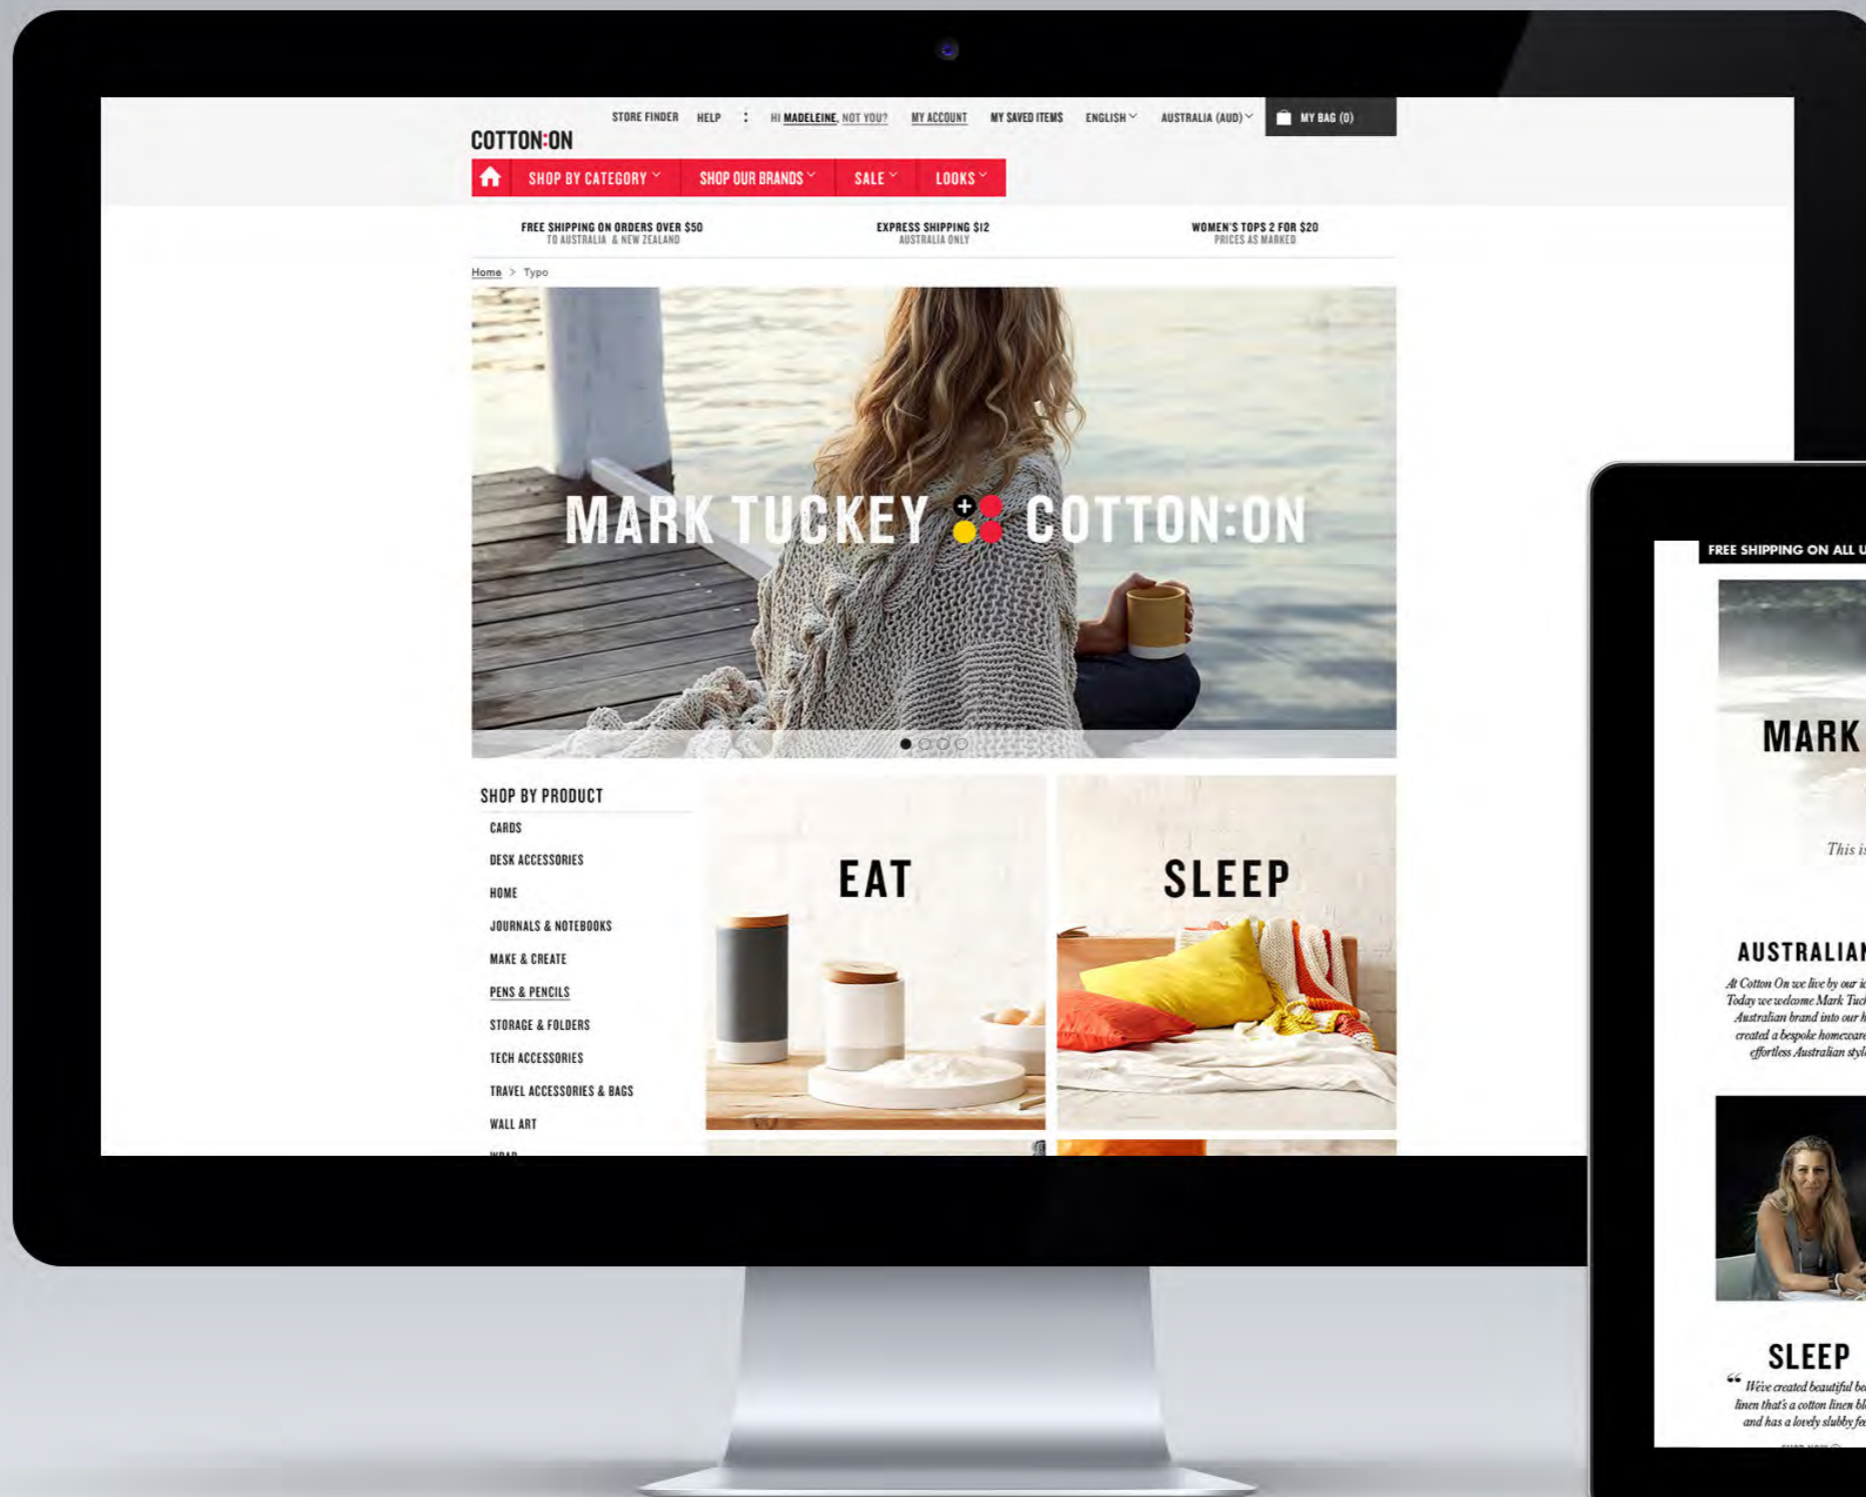 STORE FINDER HELP : HI MADELEINE, NOT YOU? MY ACCOUNT MY SAVED ITEMS ENGLISH AUSTRALIA (AUD) MY BAG (0)
COTTON:ON
SHOP BY CATEGORY SHOP OUR BRANDS SALE LOOKS
FREE SHIPPING ON ORDERS OVER $50 EXPRESS SHIPPING $12 WOMEN'S TOPS 2 FOR $20
TO AUSTRALIA & NEW ZEALAND AUSTRALIA ONLY PRICES AS MARKED
Home > Typo
MARK TUCKEY + COTTON:ON
SHOP BY PRODUCT
CARDS
DESK ACCESSORIES
HOME
JOURNALS & NOTEBOOKS
MAKE & CREATE
PENS & PENCILS
STORAGE & FOLDERS
TECH ACCESSORIES
TRAVEL ACCESSORIES & BAGS
WALL ART
WRAP
EAT
SLEEP
FREE SHIPPING ON ALL
MARK
This is
AUSTRALIAN
At Cotton On we live by our
Today we welcome Mark
Australian brand into our
created a bespoke homeware
effortless Australian
SLEEP
“ We've created beautiful
linen that's a cotton linen
and has a lovely slubby
SHOP NOW